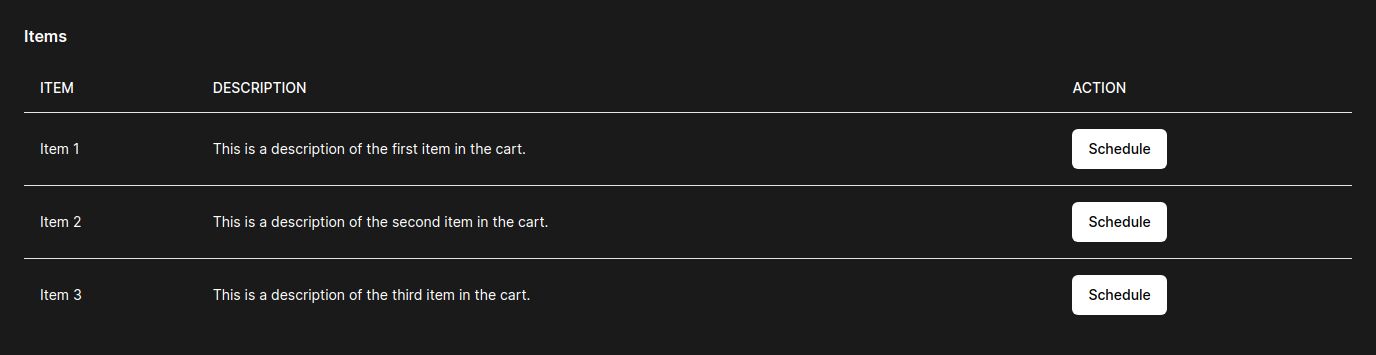 Items
ITEM DESCRIPTION ACTION
Item 1 This is a description of the first item in the cart. Schedule
Item 2 This is a description of the second item in the cart. Schedule
Item 3 This is a description of the third item in the cart. Schedule